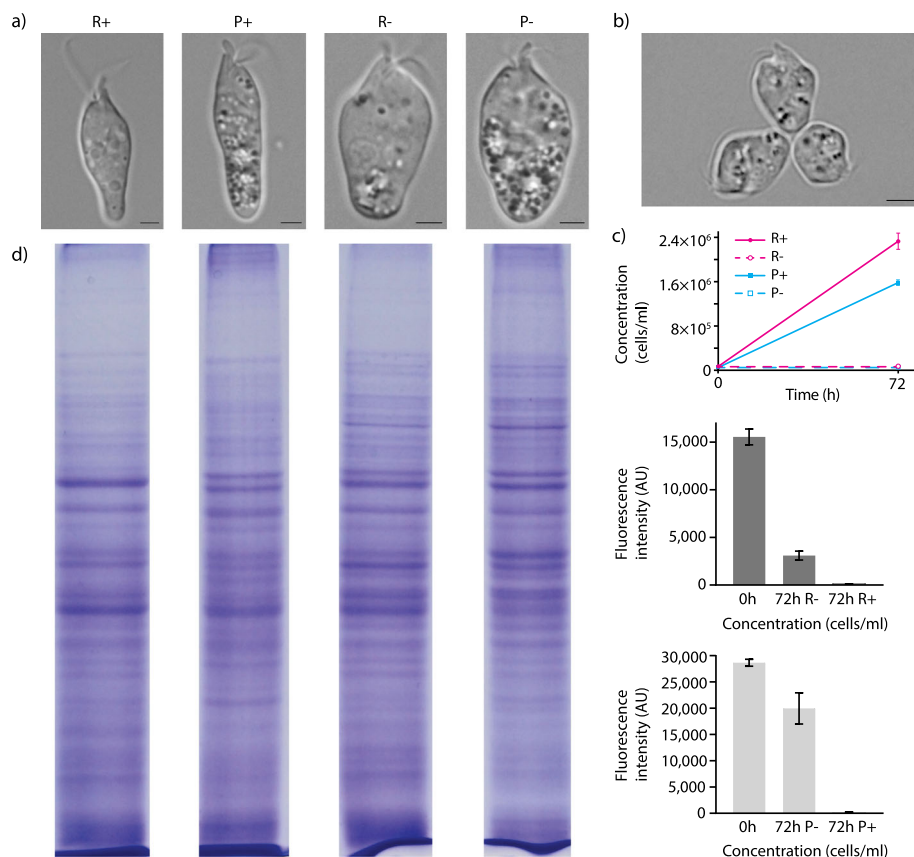 a)
R+
P+
R-
P-
b)
c)
2.4×10⁶
1.6×10⁶
8×10⁵
0
Concentration
(cells/ml)
R+
R-
P+
P-
0
72
Time (h)
d)
15,000
10,000
5,000
0
Fluorescence
intensity (AU)
0h
72h R-
72h R+
Concentration (cells/ml)
30,000
25,000
20,000
15,000
10,000
5,000
0
Fluorescence
intensity (AU)
0h
72h P-
72h P+
Concentration (cells/ml)